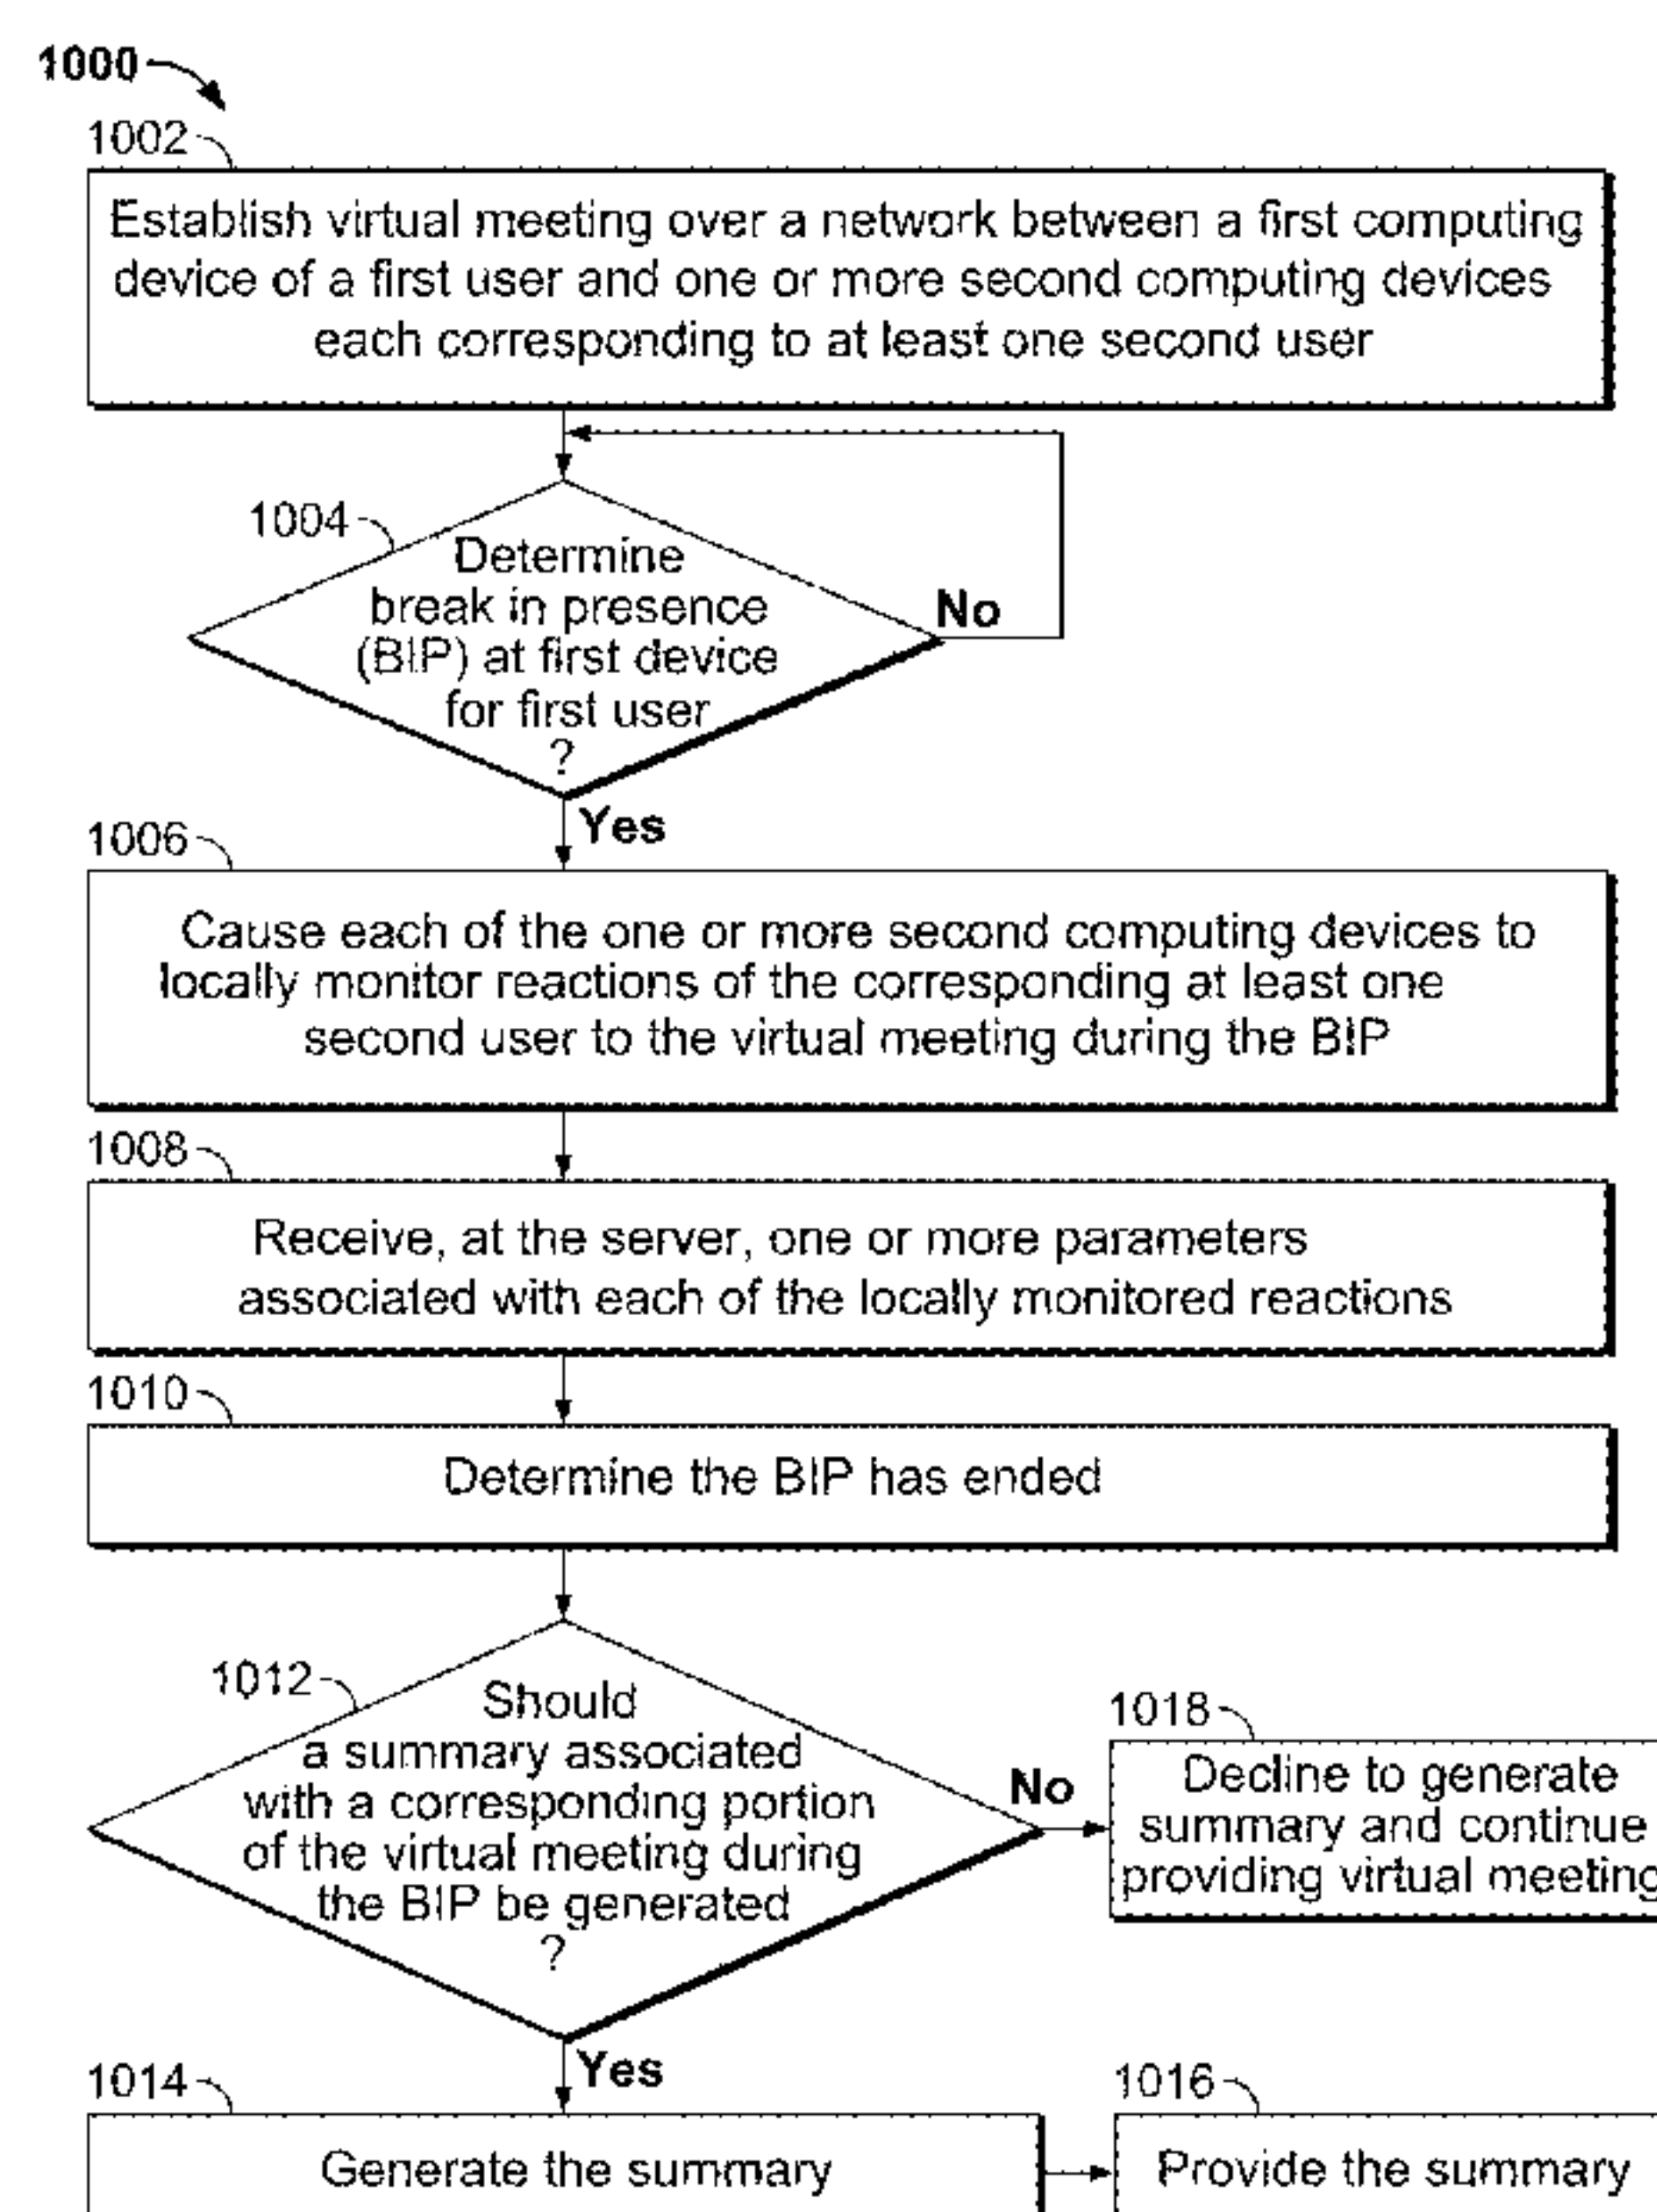 1000
1002
Establish virtual meeting over a network between a first computing
device of a first user and one or more second computing devices
each corresponding to at least one second user
1004
Determine
break in presence
(BIP) at first device
for first user
?
No
Yes
1006
Cause each of the one or more second computing devices to
locally monitor reactions of the corresponding at least one
second user to the virtual meeting during the BIP
1008
Receive, at the server, one or more parameters
associated with each of the locally monitored reactions
1010
Determine the BIP has ended
1012
Should
a summary associated
with a corresponding portion
of the virtual meeting during
the BIP be generated
?
No
1018
Decline to generate
summary and continue
providing virtual meeting
Yes
1014
Generate the summary
1016
Provide the summary